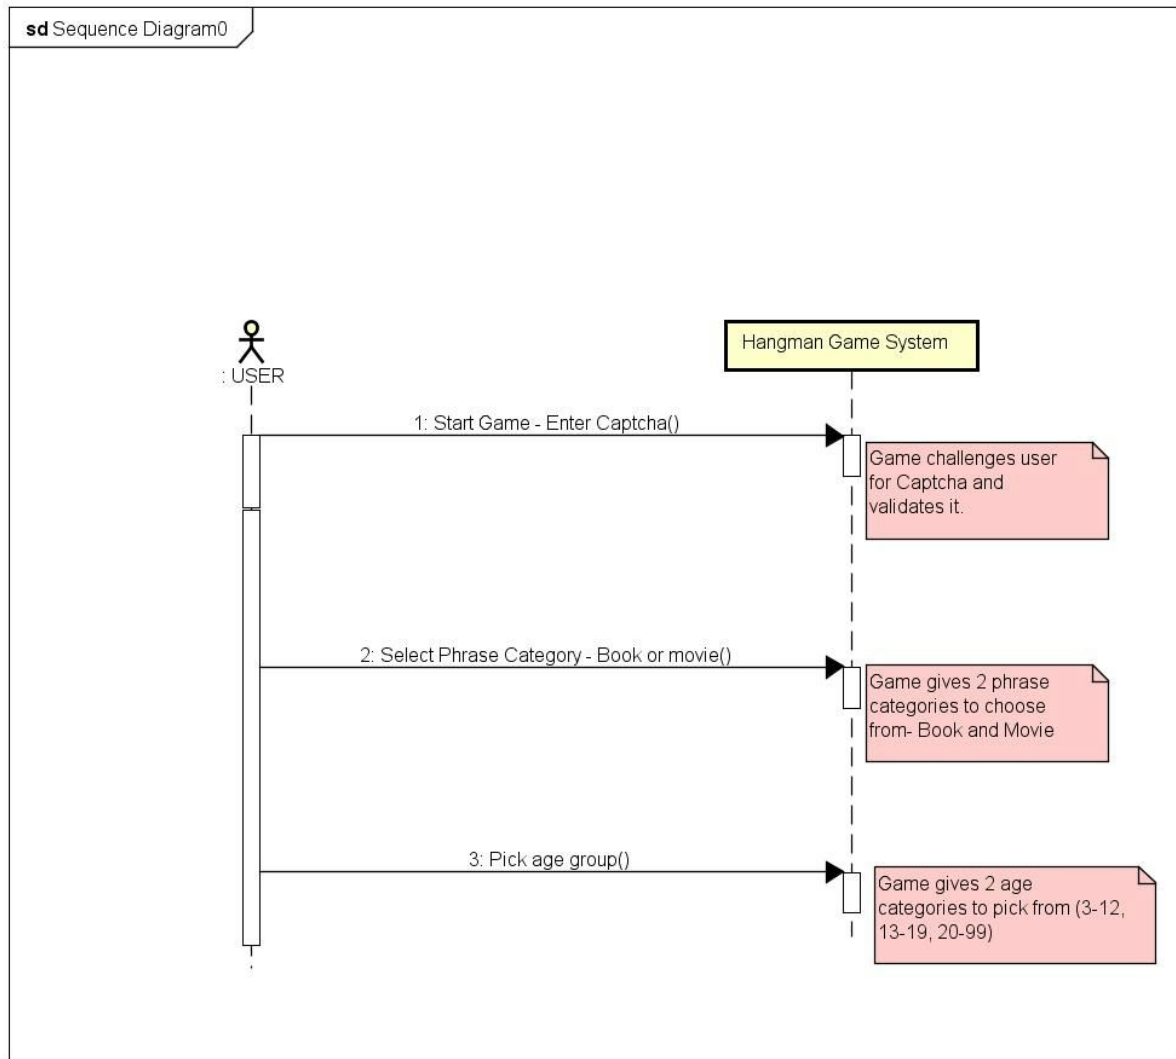 sd Sequence Diagram0
: USER
Hangman Game System
1: Start Game - Enter Captcha()
Game challenges user
for Captcha and
validates it.
2: Select Phrase Category - Book or movie()
Game gives 2 phrase
categories to choose
from- Book and Movie
3: Pick age group()
Game gives 2 age
categories to pick from (3-12,
13-19, 20-99)